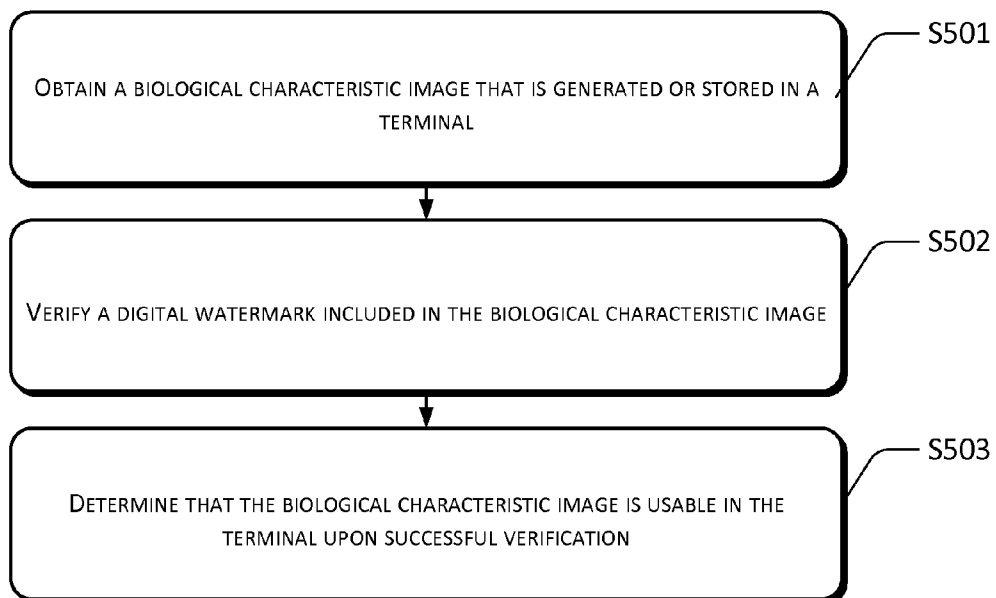 S501
OBTAIN A BIOLOGICAL CHARACTERISTIC IMAGE THAT IS GENERATED OR STORED IN A
TERMINAL
S502
VERIFY A DIGITAL WATERMARK INCLUDED IN THE BIOLOGICAL CHARACTERISTIC IMAGE
S503
DETERMINE THAT THE BIOLOGICAL CHARACTERISTIC IMAGE IS USABLE IN THE
TERMINAL UPON SUCCESSFUL VERIFICATION